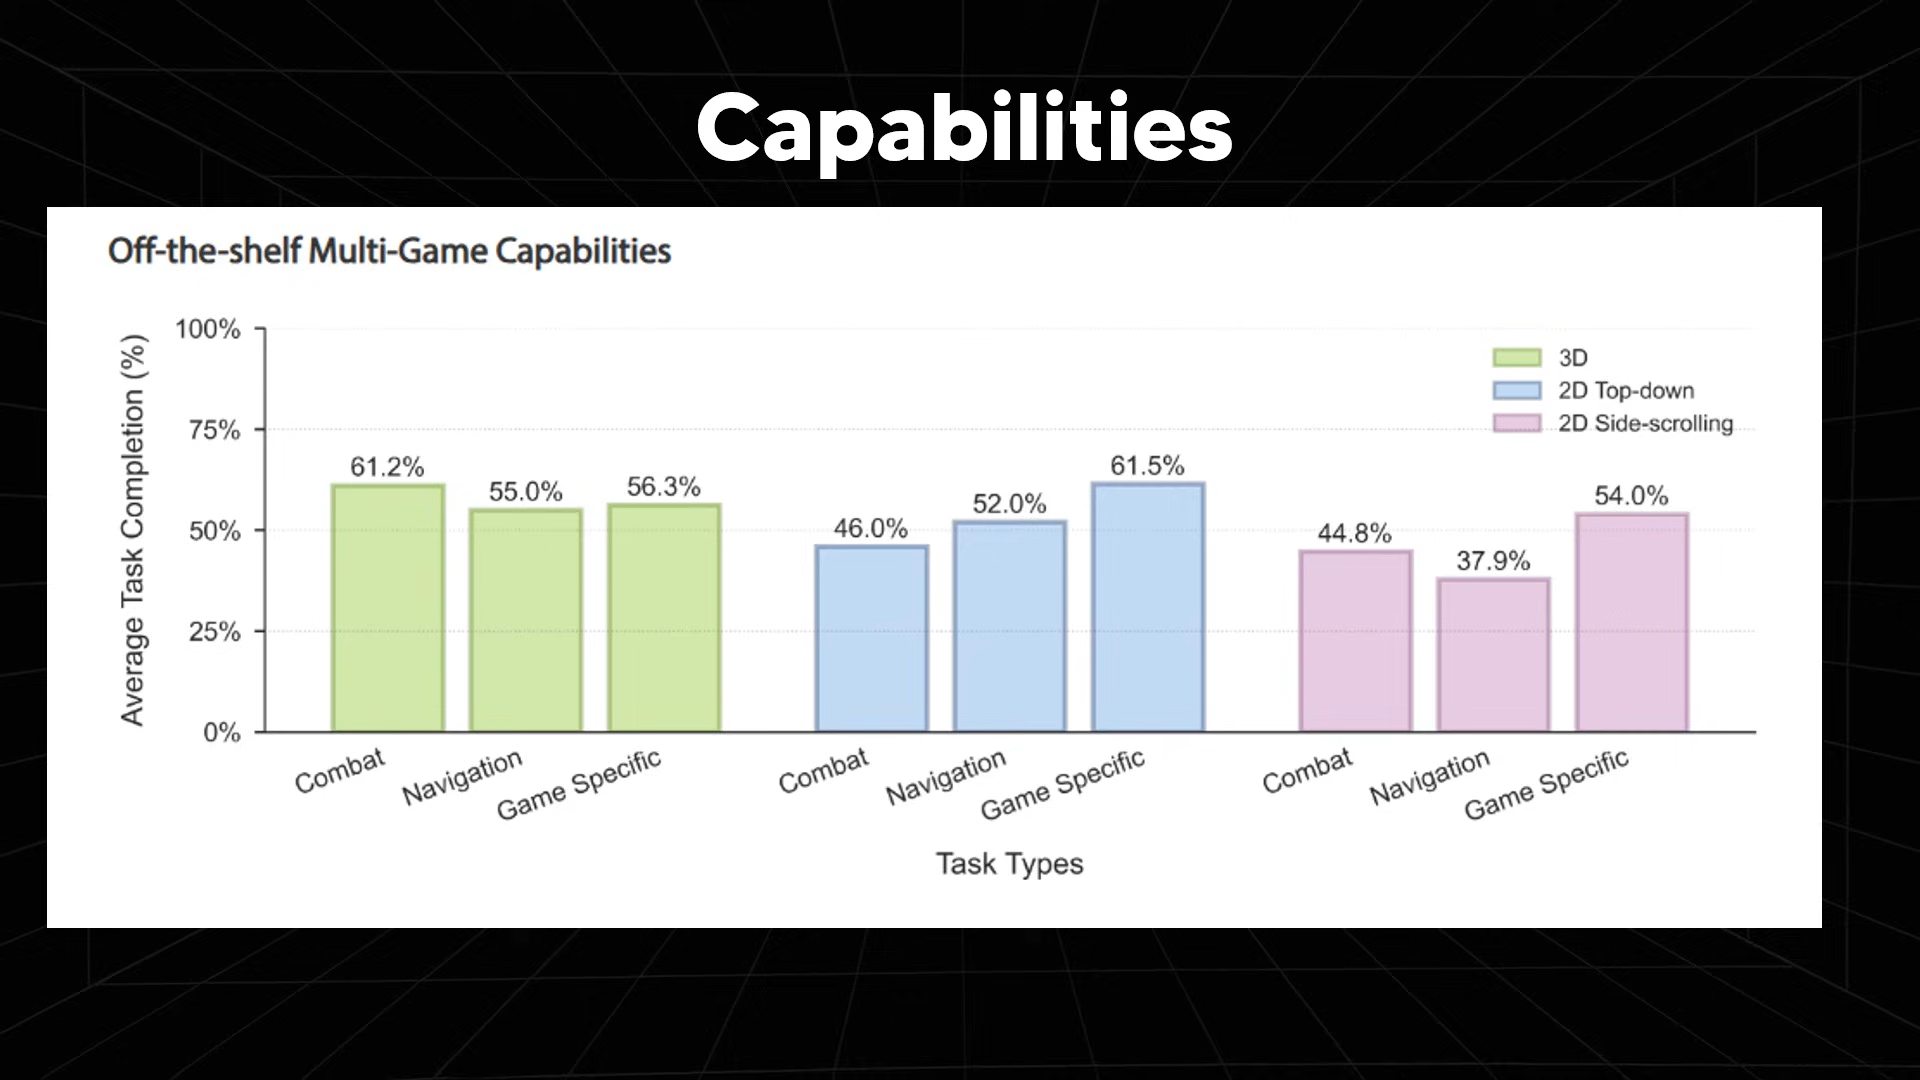 Capabilities
Off-the-shelf Multi-Game Capabilities
Average Task Completion (%)
100%
75%
50%
25%
0%
3D
2D Top-down
2D Side-scrolling
61.2%
55.0%
56.3%
46.0%
52.0%
61.5%
44.8%
37.9%
54.0%
Combat
Navigation
Game Specific
Combat
Navigation
Game Specific
Combat
Navigation
Game Specific
Task Types